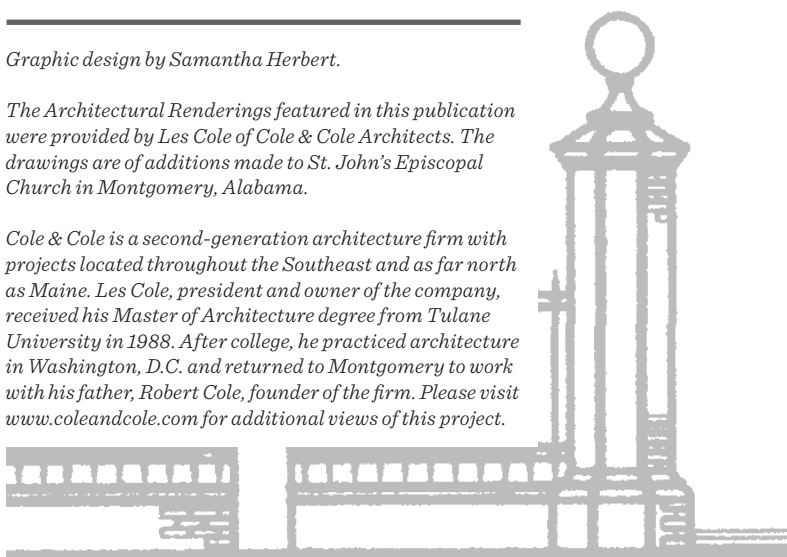 Graphic design by Samantha Herbert.
The Architectural Renderings featured in this publication
were provided by Les Cole of Cole & Cole Architects. The
drawings are of additions made to St. John’s Episcopal
Church in Montgomery, Alabama.
Cole & Cole is a second-generation architecture firm with
projects located throughout the Southeast and as far north
as Maine. Les Cole, president and owner of the company,
received his Master of Architecture degree from Tulane
University in 1988. After college, he practiced architecture
in Washington, D.C. and returned to Montgomery to work
with his father, Robert Cole, founder of the firm. Please visit
www.coleandcole.com for additional views of this project.